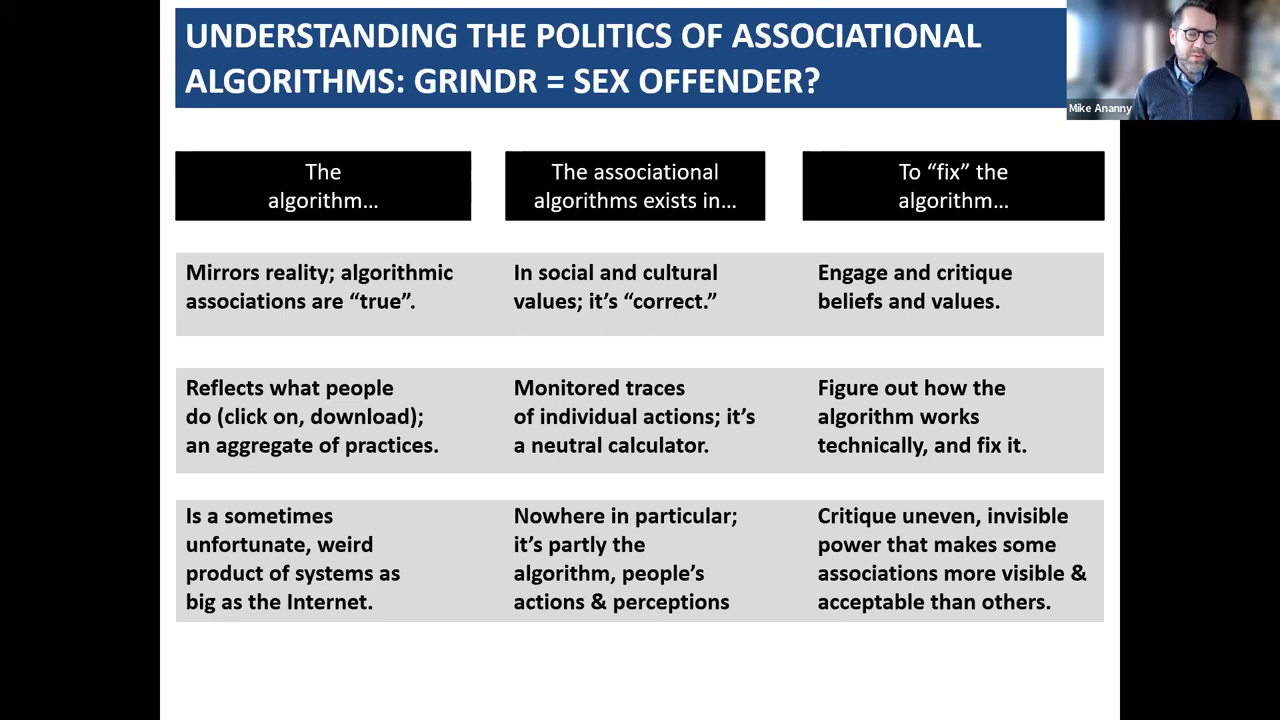 UNDERSTANDING THE POLITICS OF ASSOCIATIONAL
ALGORITHMS: GRINDR = SEX OFFENDER?
Mike Ananny
The
algorithm…
The associational
algorithms exists in…
To “fix” the
algorithm…
Mirrors reality; algorithmic
associations are “true”.
In social and cultural
values; it’s “correct.”
Engage and critique
beliefs and values.
Reflects what people
do (click on, download);
an aggregate of practices.
Monitored traces
of individual actions; it’s
a neutral calculator.
Figure out how the
algorithm works
technically, and fix it.
Is a sometimes
unfortunate, weird
product of systems as
big as the Internet.
Nowhere in particular;
it’s partly the
algorithm, people’s
actions & perceptions
Critique uneven, invisible
power that makes some
associations more visible &
acceptable than others.